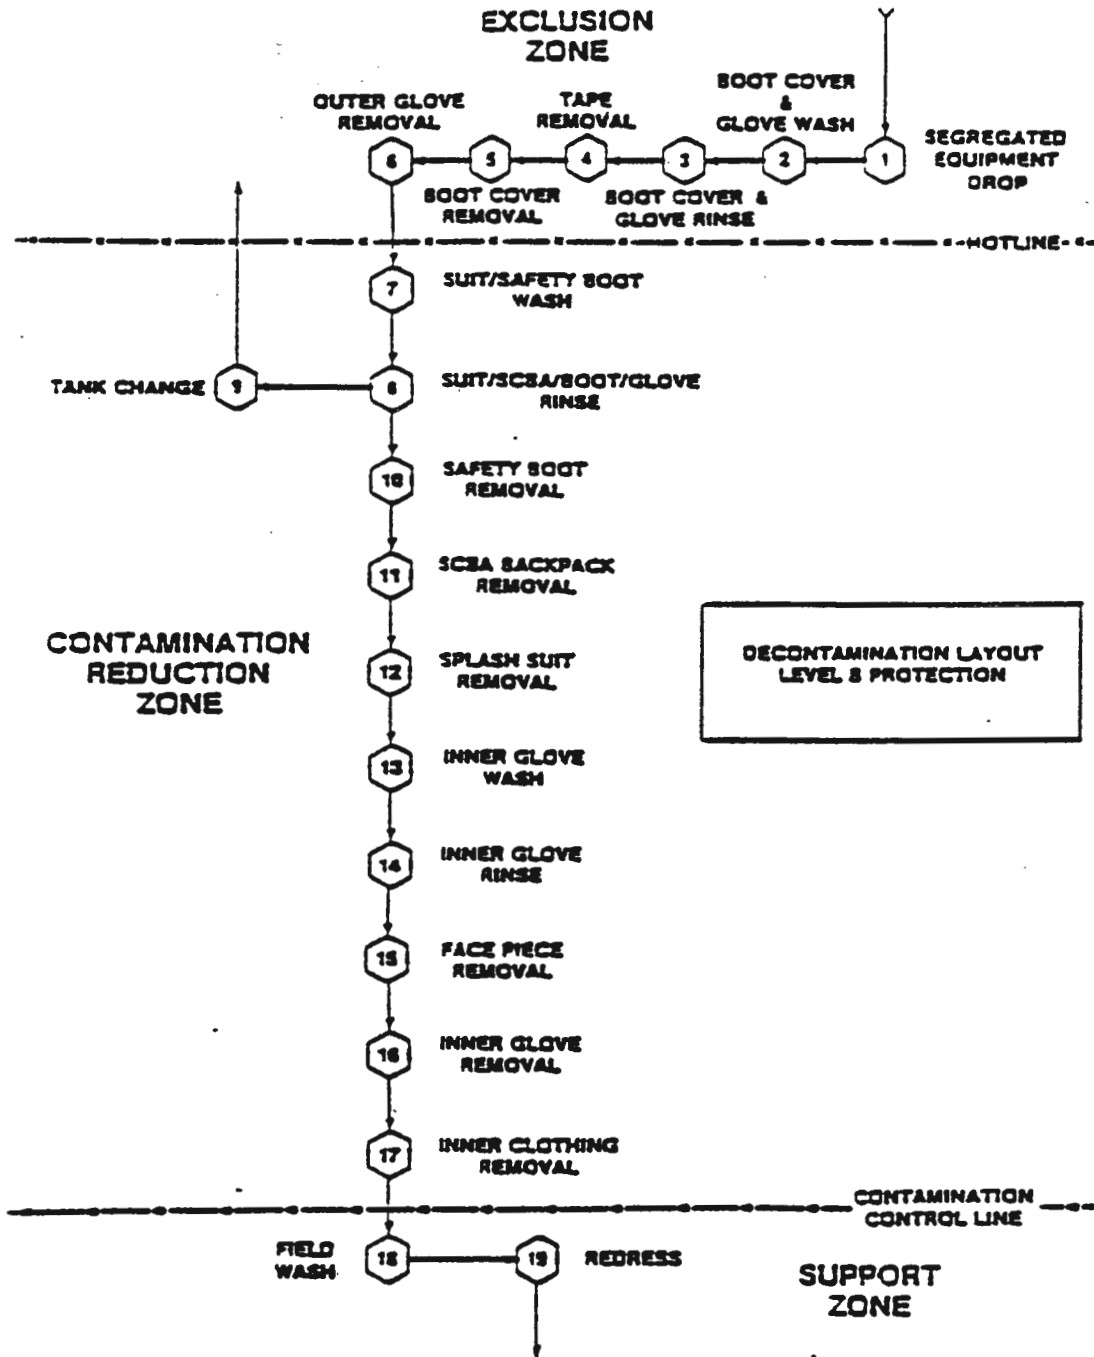 EXCLUSION
ZONE
OUTER GLOVE
REMOVAL
TAPE
REMOVAL
BOOT COVER
&
GLOVE WASH
SEGREGATED
EQUIPMENT
DROP
6
5
4
3
2
1
BOOT COVER
REMOVAL
BOOT COVER &
GLOVE RINSE
HOTLINE
7
SUIT/SAFETY BOOT
WASH
TANK CHANGE
9
8
SUIT/SCBA/BOOT/GLOVE
RINSE
10
SAFETY BOOT
REMOVAL
11
SCBA BACKPACK
REMOVAL
CONTAMINATION
REDUCTION
ZONE
12
SPLASH SUIT
REMOVAL
DECONTAMINATION LAYOUT
LEVEL B PROTECTION
13
INNER GLOVE
WASH
14
INNER GLOVE
RINSE
15
FACE PIECE
REMOVAL
16
INNER GLOVE
REMOVAL
17
INNER CLOTHING
REMOVAL
CONTAMINATION
CONTROL LINE
FIELD
WASH
18
19
REDRESS
SUPPORT
ZONE